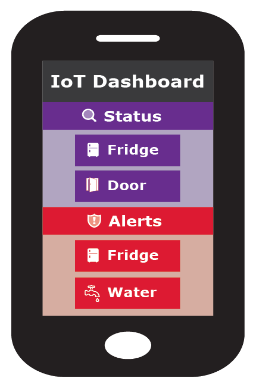 IoT Dashboard
Status
Fridge
Door
Alerts
Fridge
Water